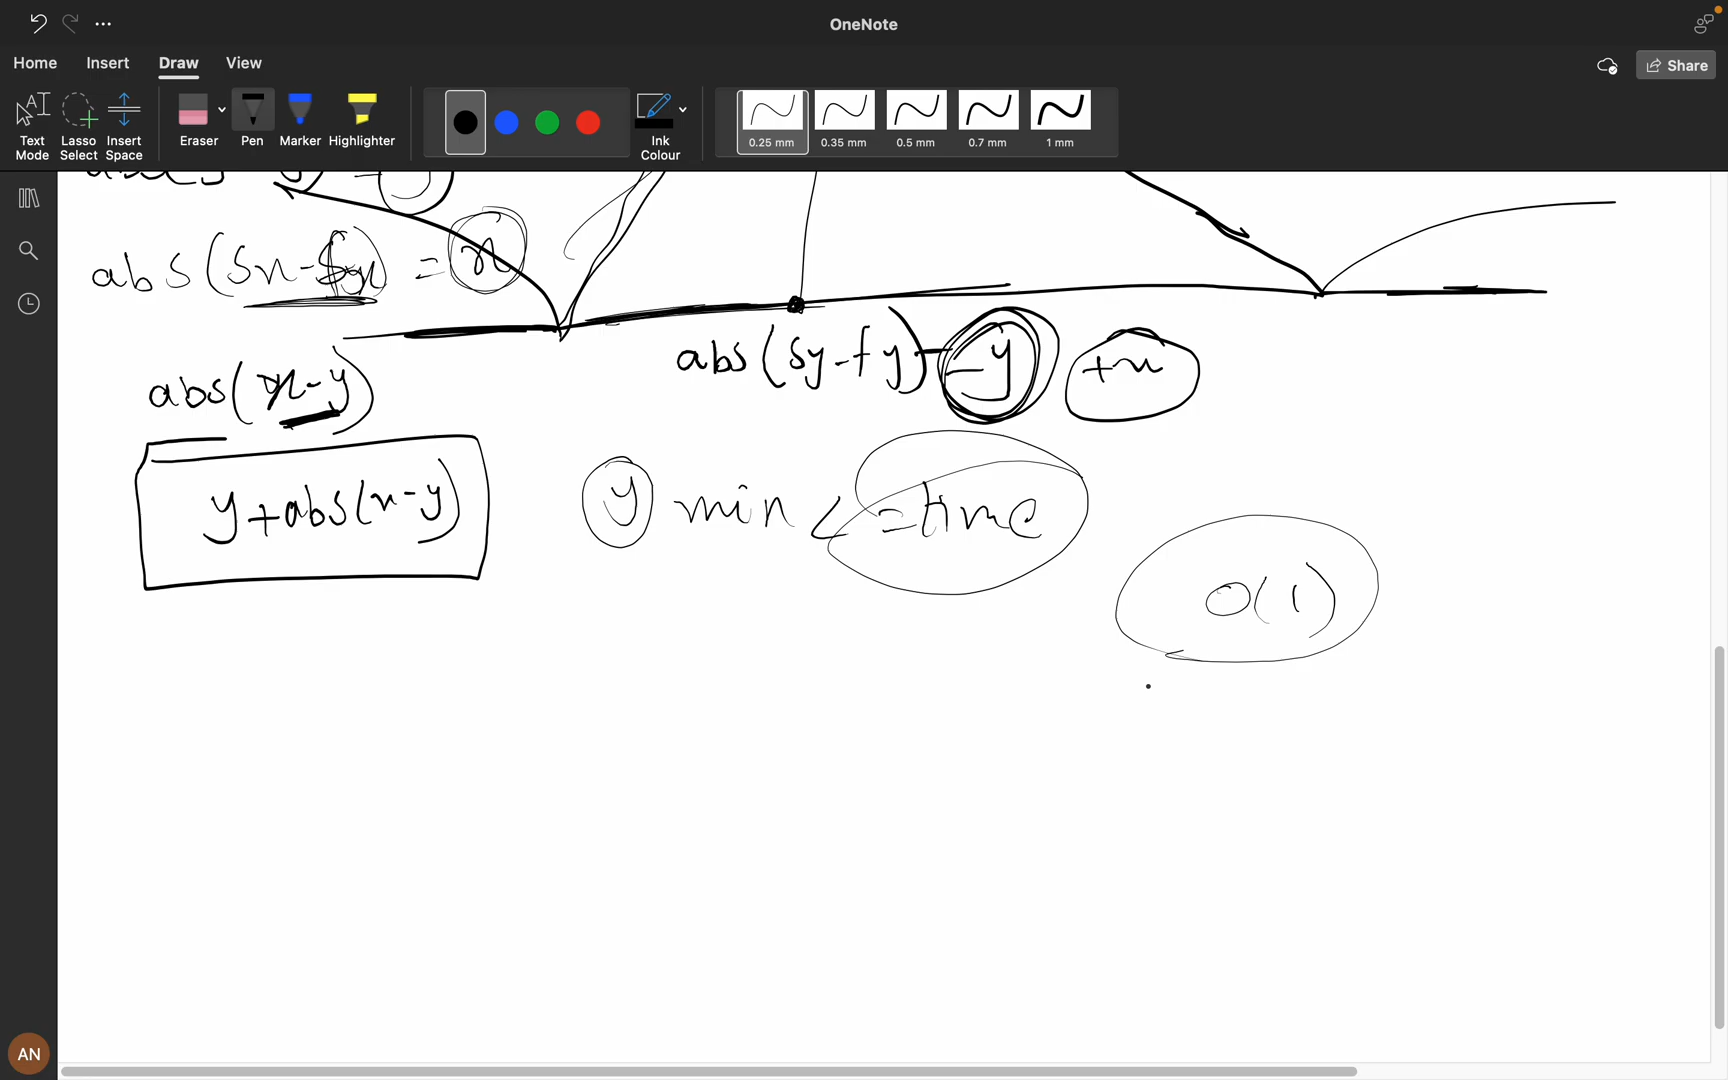 OneNote
Home Insert Draw View
Share
Text Mode
Lasso Select
Insert Space
Eraser
Pen
Marker
Highlighter
Ink Colour
0.25 mm
0.35 mm
0.5 mm
0.7 mm
1 mm
abs(sx-fx) = x
abs(sy-fy) -y +x
abs(x-y)
y+abs(x-y)
y min <=time
O(1)
AN